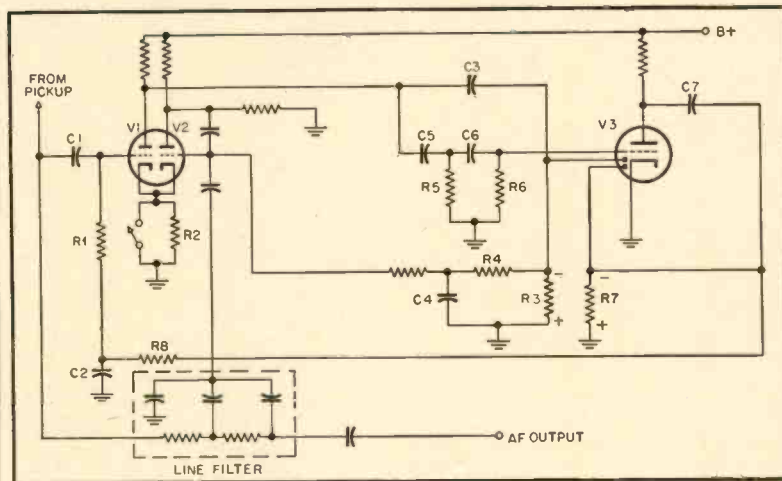 B+
FROM
PICKUP
C3
C7
V1
V2
V3
C1
C5
C6
R5
R6
R1
R2
R4
C4
R3
-
+
R7
-
+
R8
C2
LINE FILTER
AF OUTPUT